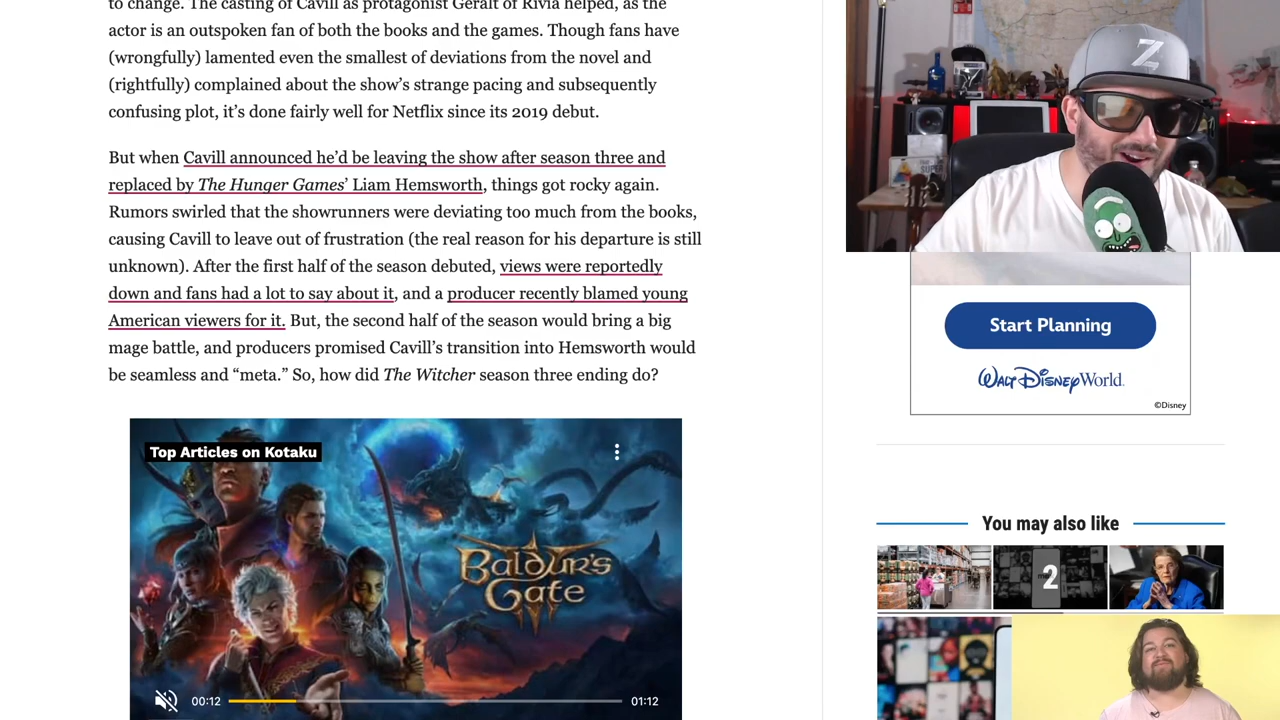 to change. The casting of Cavill as protagonist Geralt of Rivia helped, as the
actor is an outspoken fan of both the books and the games. Though fans have
(wrongfully) lamented even the smallest of deviations from the novel and
(rightfully) complained about the show’s strange pacing and subsequently
confusing plot, it’s done fairly well for Netflix since its 2019 debut.
But when Cavill announced he’d be leaving the show after season three and
replaced by The Hunger Games’ Liam Hemsworth, things got rocky again.
Rumors swirled that the showrunners were deviating too much from the books,
causing Cavill to leave out of frustration (the real reason for his departure is still
unknown). After the first half of the season debuted, views were reportedly
down and fans had a lot to say about it, and a producer recently blamed young
American viewers for it. But, the second half of the season would bring a big
mage battle, and producers promised Cavill’s transition into Hemsworth would
be seamless and “meta.” So, how did The Witcher season three ending do?
Top Articles on Kotaku
BALDUR'S
GATE
III
00:12
01:12
Z
Start Planning
Walt Disney World.
©Disney
You may also like
2